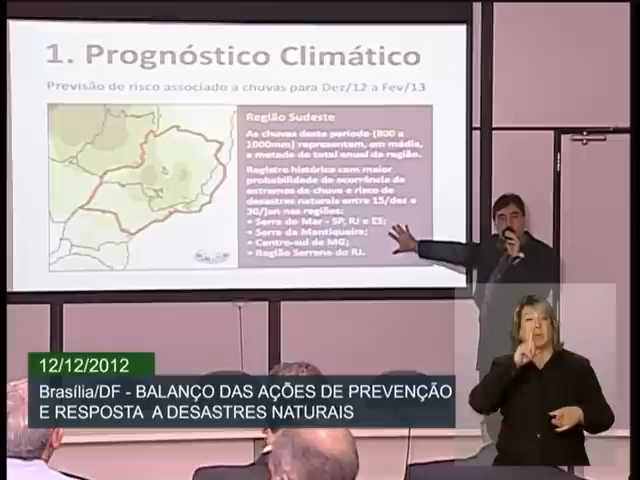 1. Prognóstico Climático
Previsão de risco associado a chuvas para Dez/12 a Fev/13
Região Sudeste
As chuvas deste período (800 a
1000mm) representam, em média,
a metade do total anual da região.
Registro histórico com maior
probabilidade de ocorrência de
extremos de chuva e risco de
desastres naturais entre 15/dez e
30/jan nas regiões:
• Serra do Mar - SP, RJ e ES;
• Serra da Mantiqueira;
• Centro-sul de MG;
• Região Serrana do RJ.
12/12/2012
Brasília/DF - BALANÇO DAS AÇÕES DE PREVENÇÃO
E RESPOSTA A DESASTRES NATURAIS